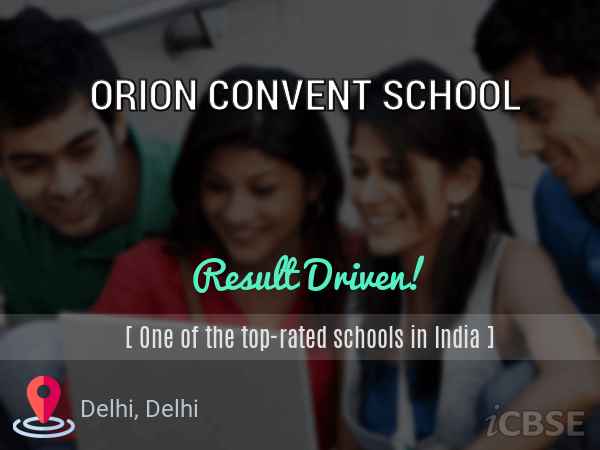 ORION CONVENT SCHOOL
Result Driven!
[ One of the top-rated schools in India ]
Delhi, Delhi
iCBSE